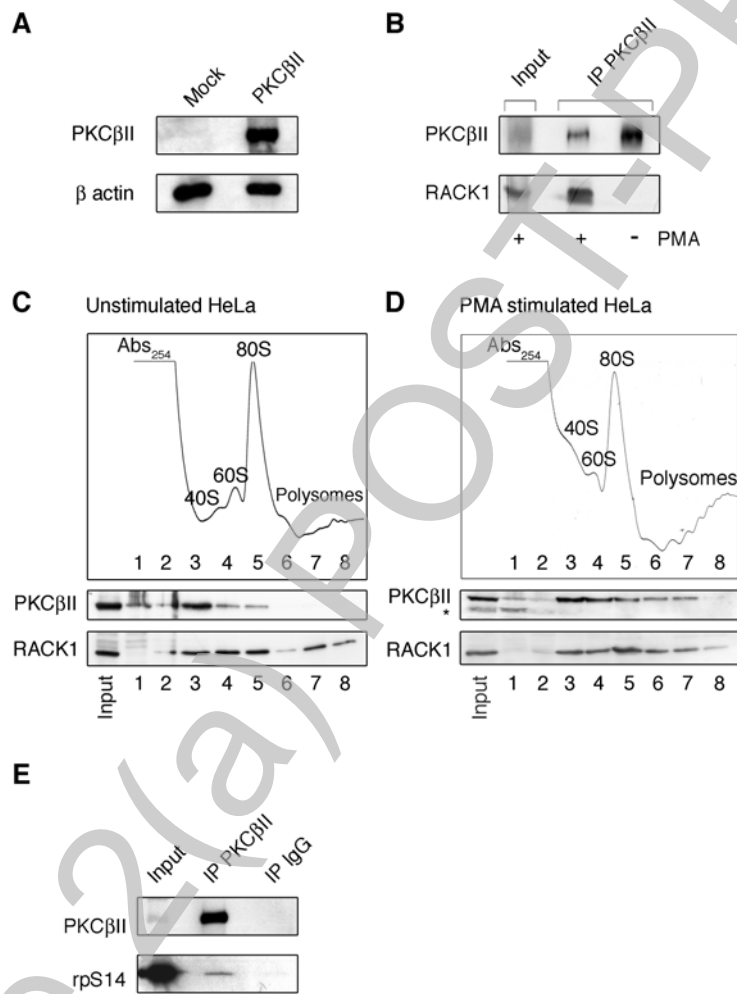 A
Mock
PKCβII
PKCβII
β actin
B
Input
IP PKCβII
PKCβII
RACK1
+ + - PMA
C Unstimulated HeLa
Abs254
80S
60S
40S
Polysomes
1 2 3 4 5 6 7 8
PKCβII
RACK1
Input 1 2 3 4 5 6 7 8
D PMA stimulated HeLa
Abs254
80S
40S
60S
Polysomes
1 2 3 4 5 6 7 8
PKCβII
*
RACK1
Input 1 2 3 4 5 6 7 8
E
Input
IP PKCβII
IP IgG
PKCβII
rpS14
2(a) POST-PR